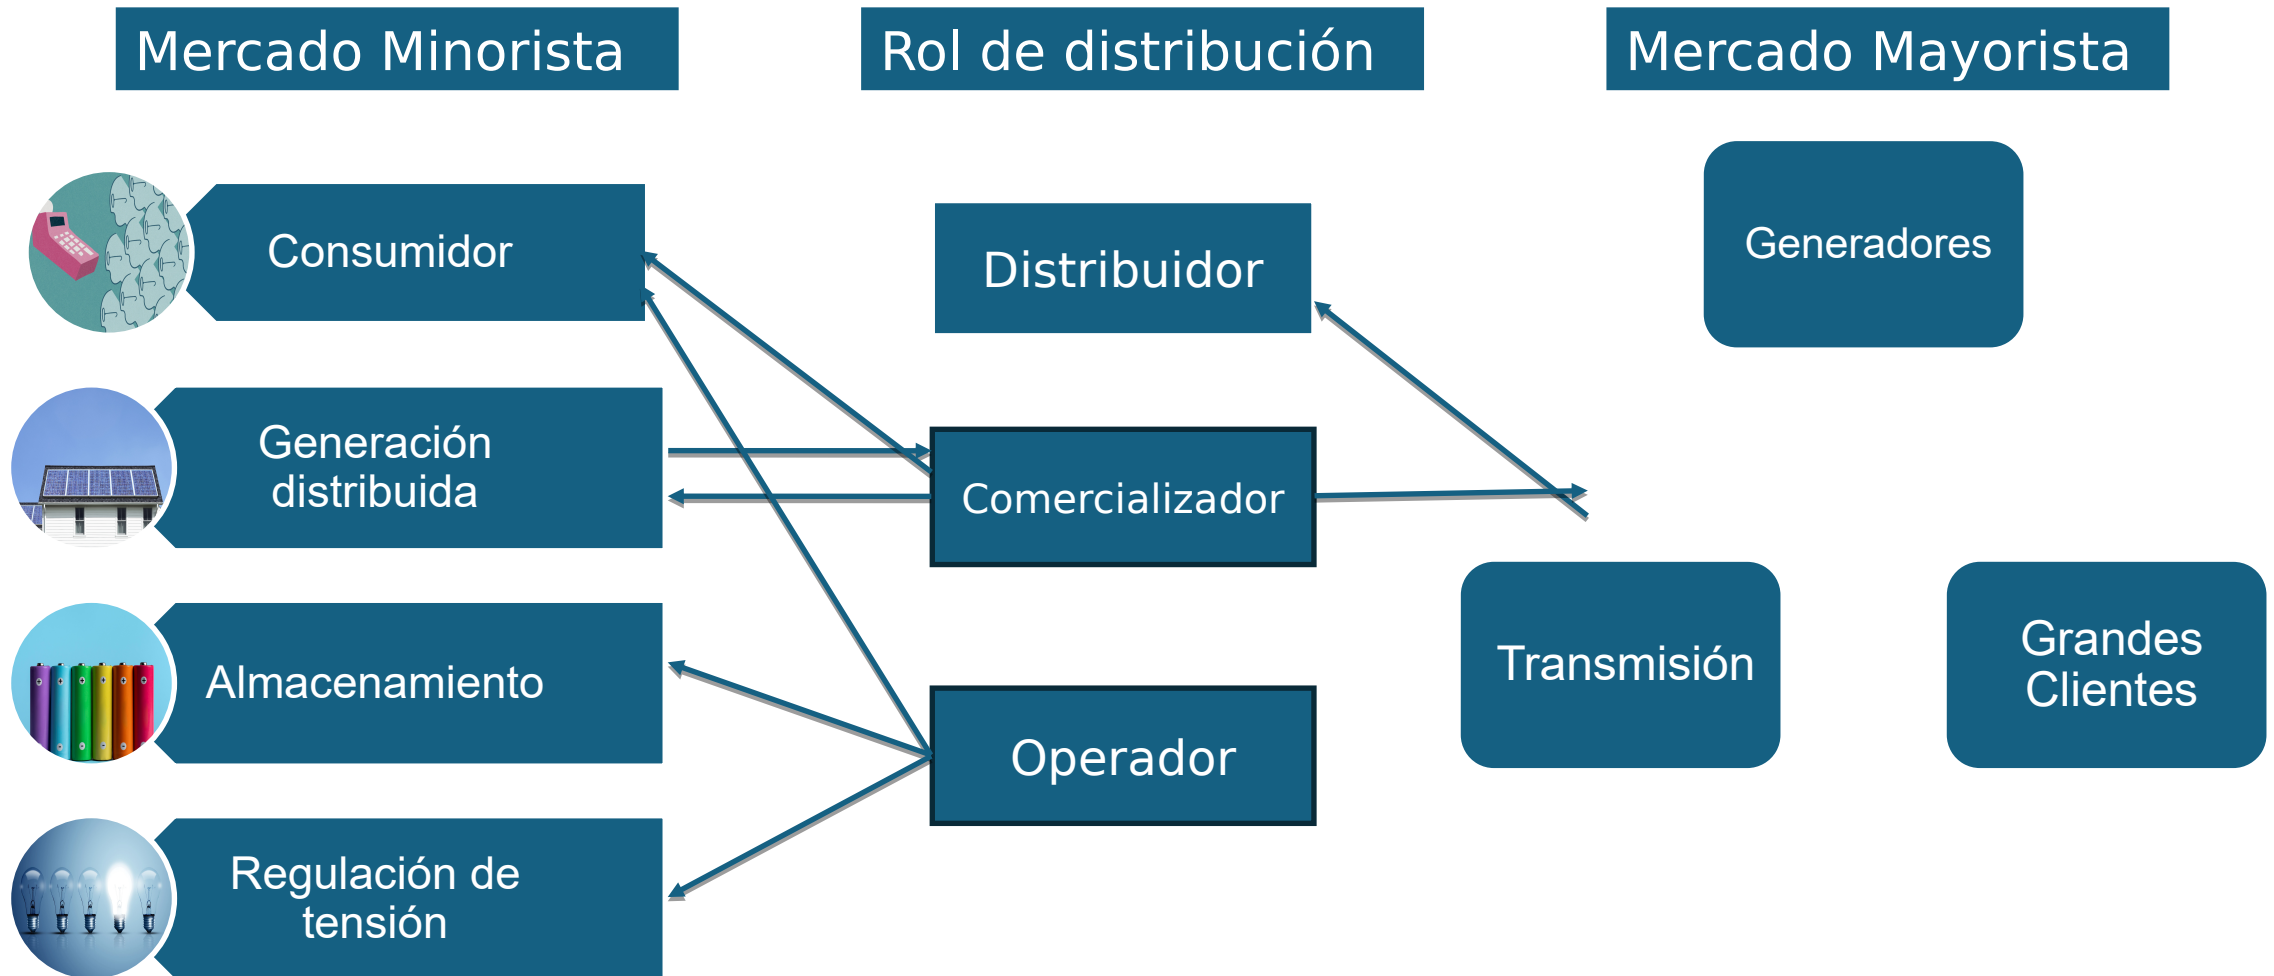 Mercado Minorista
Rol de distribución
Mercado Mayorista
Consumidor
Generación
distribuida
Almacenamiento
Regulación de
tensión
Distribuidor
Comercializador
Operador
Generadores
Transmisión
Grandes
Clientes